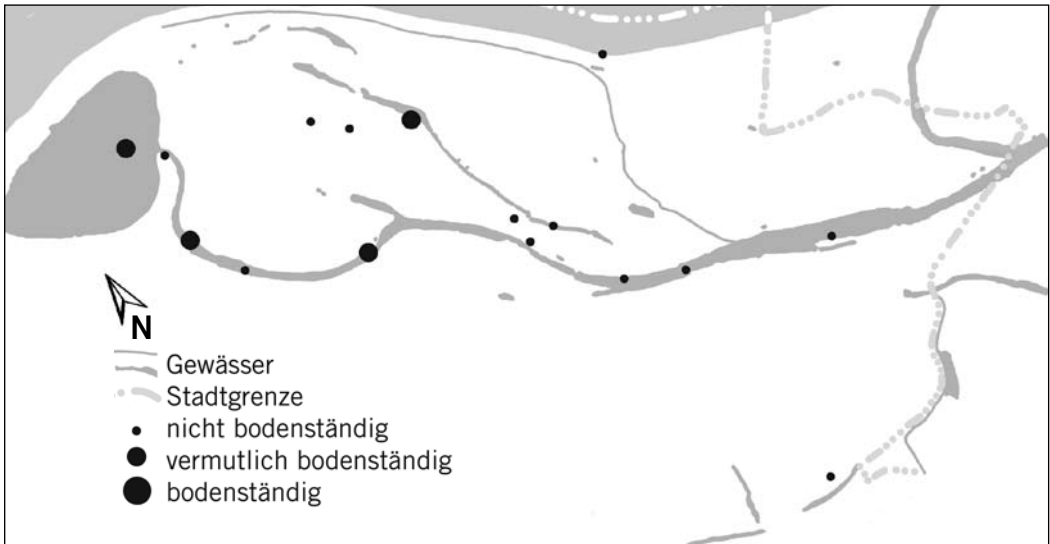 N
Gewässer
Stadtgrenze
nicht bodenständig
vermutlich bodenständig
bodenständig